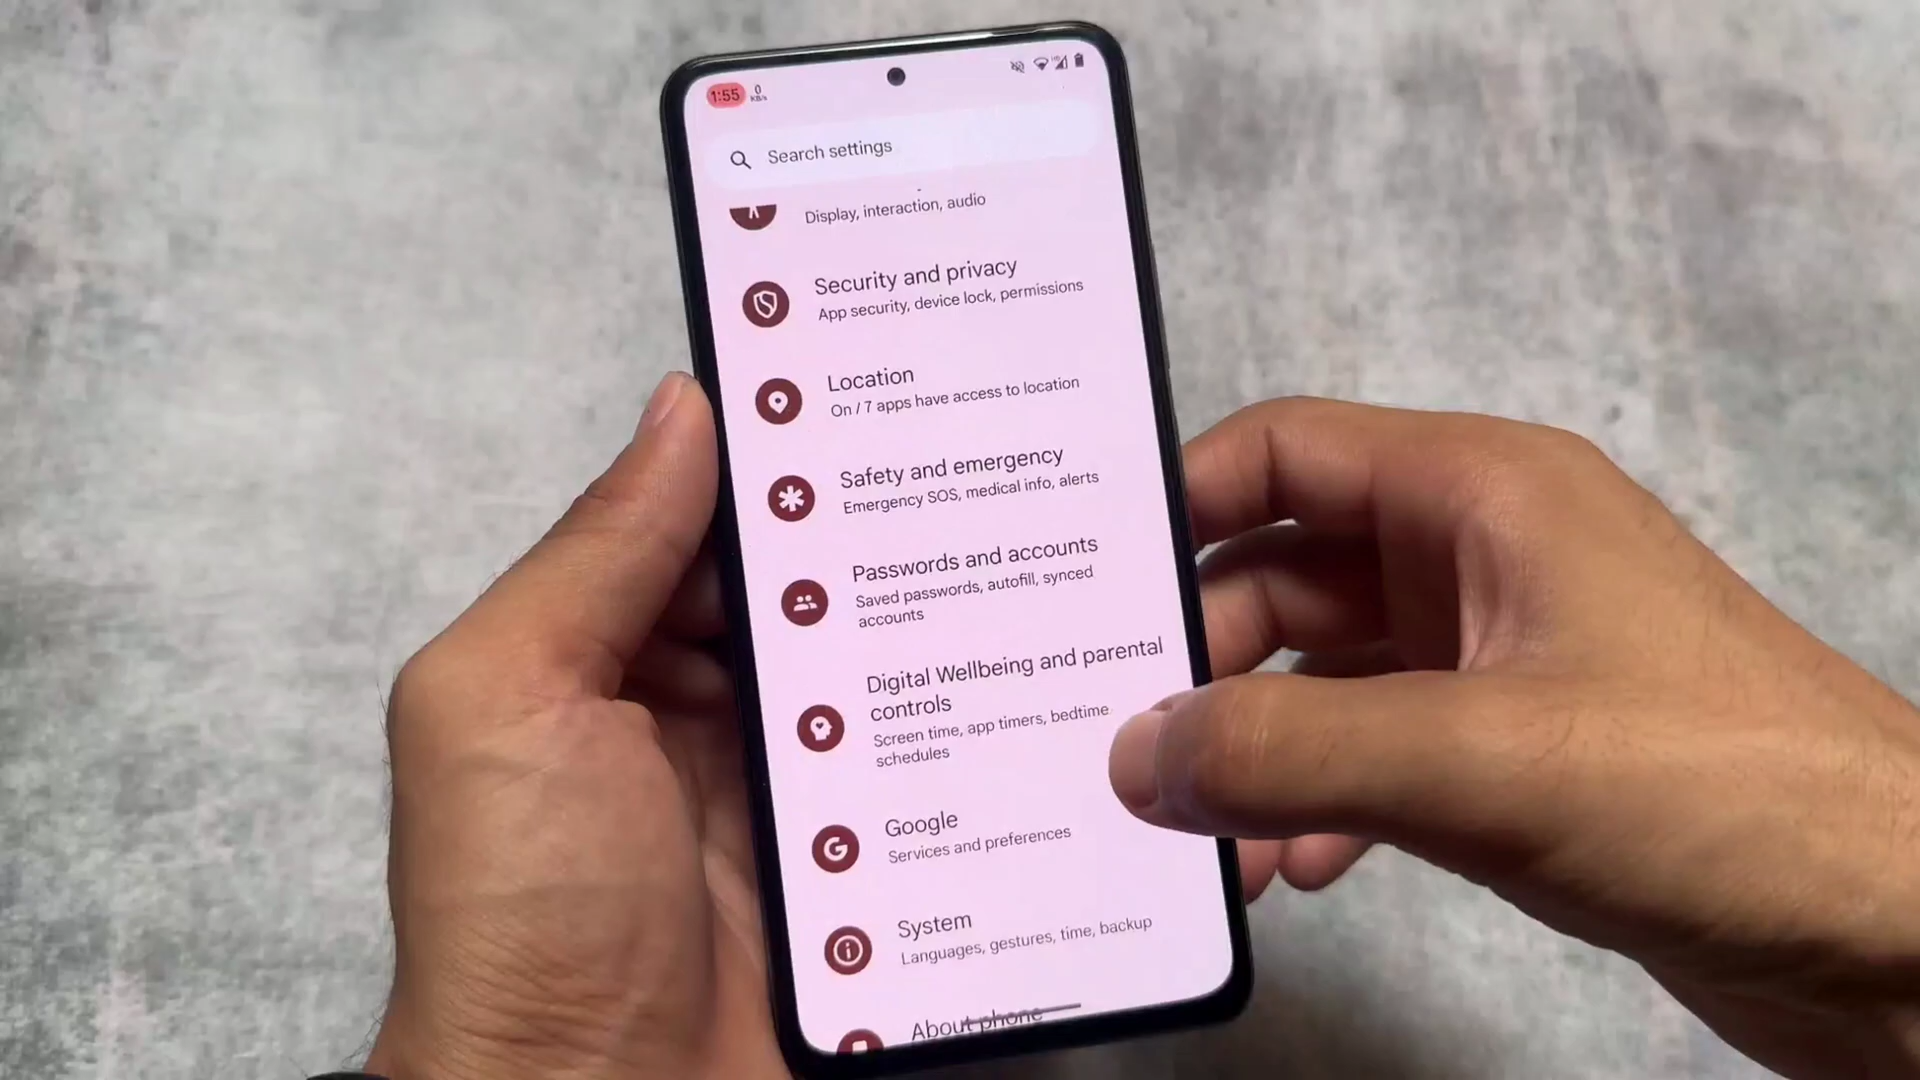 1:55 0 KB/s
Search settings
Display, interaction, audio
Security and privacy
App security, device lock, permissions
Location
On / 7 apps have access to location
Safety and emergency
Emergency SOS, medical info, alerts
Passwords and accounts
Saved passwords, autofill, synced
accounts
Digital Wellbeing and parental
controls
Screen time, app timers, bedtime
schedules
Google
Services and preferences
System
Languages, gestures, time, backup
About phone